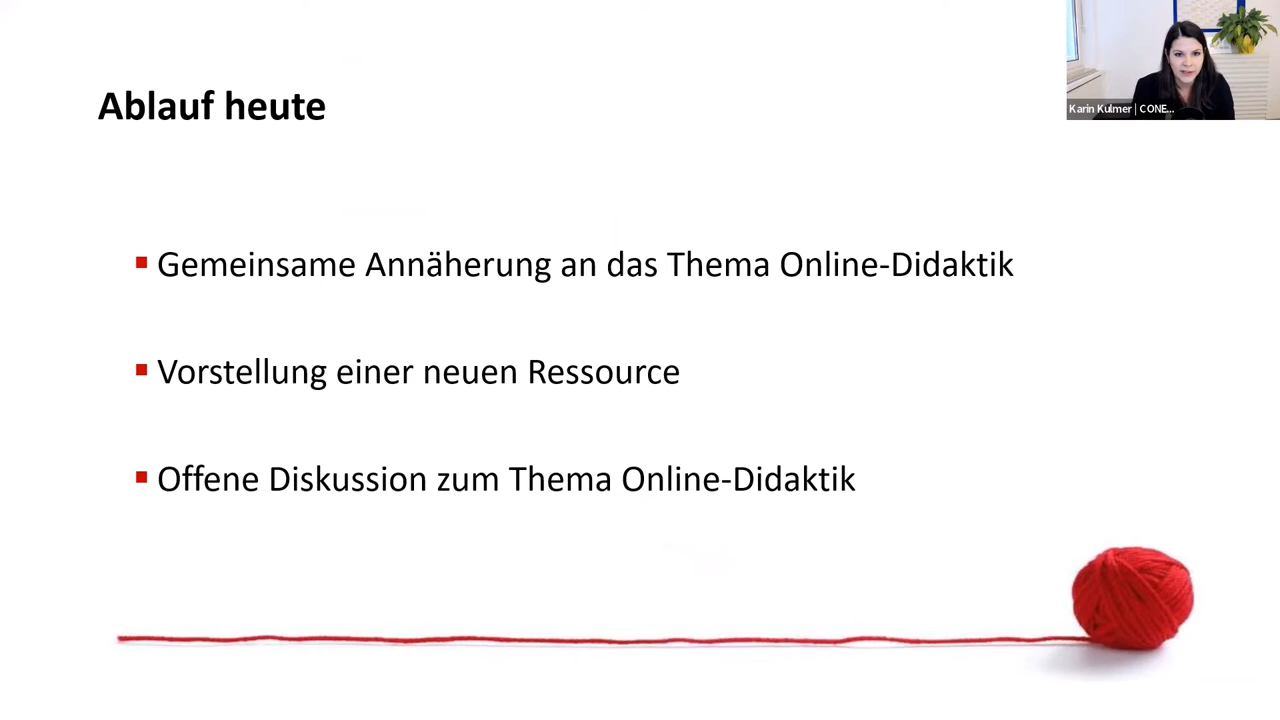 Ablauf heute
Karin Kulmer | CONE...
Gemeinsame Annäherung an das Thema Online-Didaktik
Vorstellung einer neuen Ressource
Offene Diskussion zum Thema Online-Didaktik